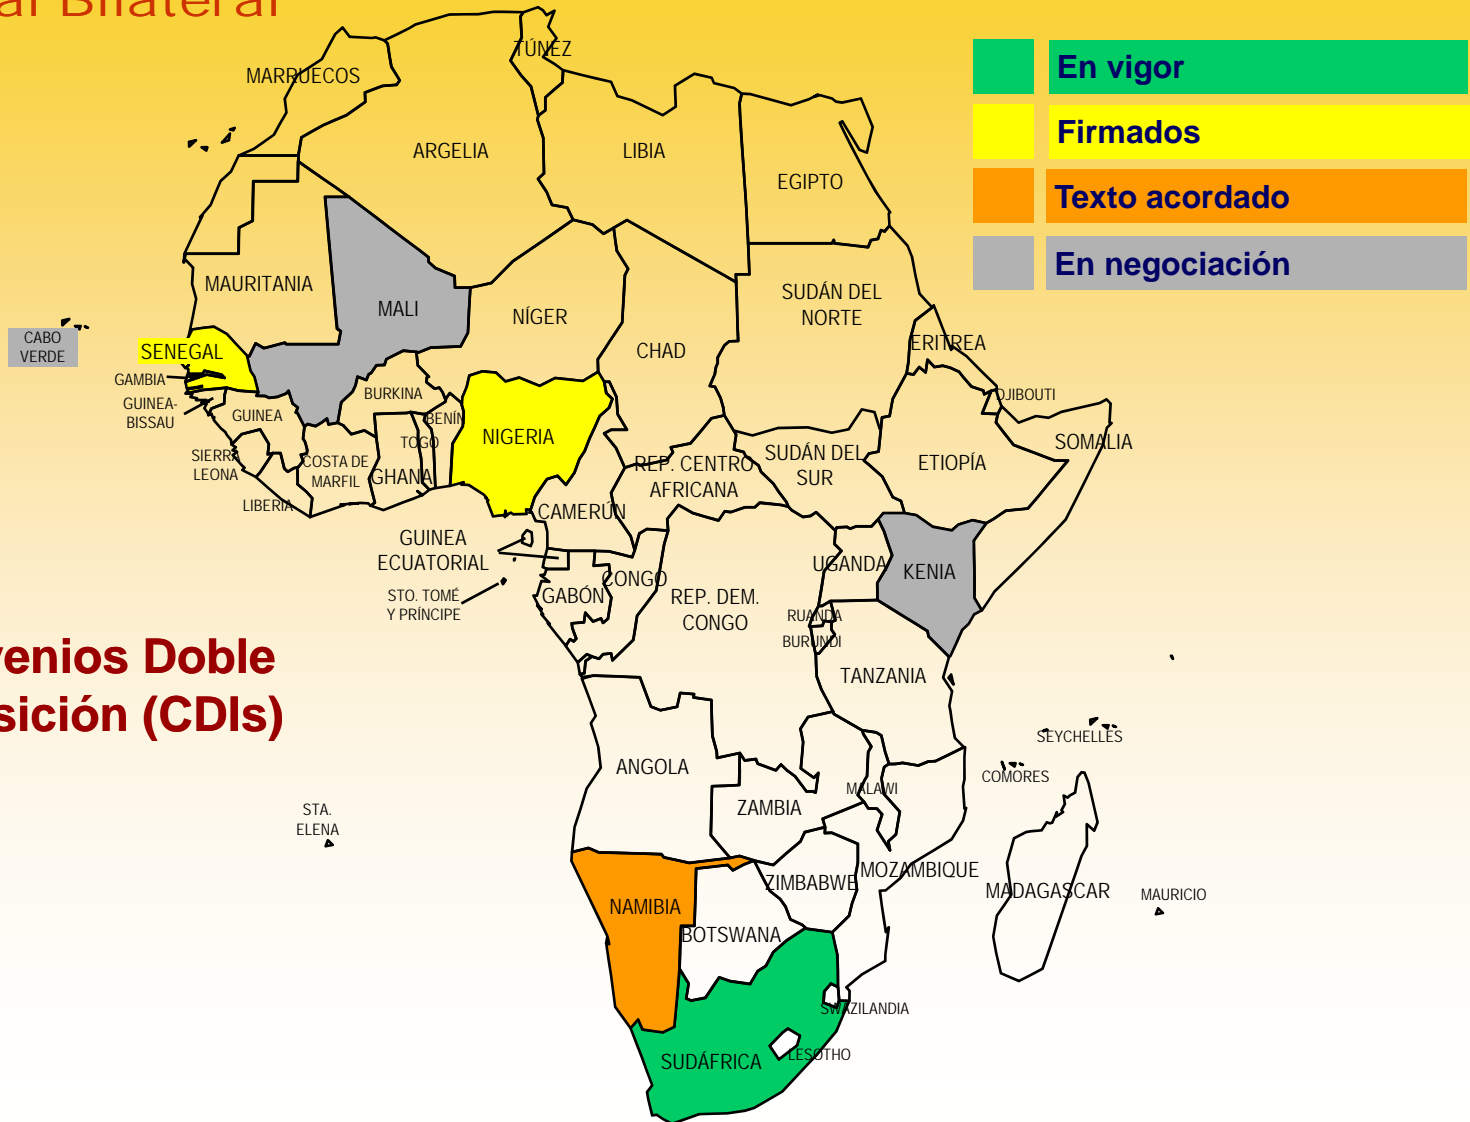 al Bilateral
En vigor
Firmados
Texto acordado
En negociación
TÚNEZ
MARRUECOS
ARGELIA
LIBIA
EGIPTO
MAURITANIA
MALI
NÍGER
CHAD
SUDÁN DEL
NORTE
ERITREA
CABO
VERDE
SENEGAL
GAMBIA
GUINEA-
BISSAU
GUINEA
BURKINA
BENÍN
TOGO
NIGERIA
DJIBOUTI
SOMALIA
SIERRA
LEONA
COSTA DE
MARFIL
GHANA
LIBERIA
REP. CENTRO
AFRICANA
SUDÁN DEL
SUR
ETIOPÍA
CAMERÚN
GUINEA
ECUATORIAL
STO. TOMÉ
Y PRÍNCIPE
GABÓN
CONGO
REP. DEM.
CONGO
UGANDA
KENIA
RUANDA
BURUNDI
TANZANIA
venios Doble
sición (CDIs)
SEYCHELLES
COMORES
ANGOLA
ZAMBIA
MALAWI
STA.
ELENA
MOZAMBIQUE
ZIMBABWE
MADAGASCAR
MAURICIO
NAMIBIA
BOTSWANA
SWAZILANDIA
LESOTHO
SUDÁFRICA